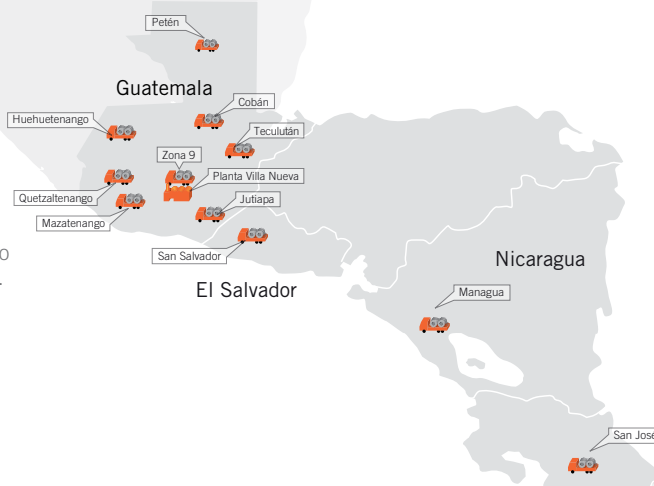 Petén
Guatemala
Cobán
Huehuetenango
Teculután
Zona 9
Planta Villa Nueva
Quetzaltenango
Jutiapa
Mazatenango
San Salvador
El Salvador
Nicaragua
Managua
San José